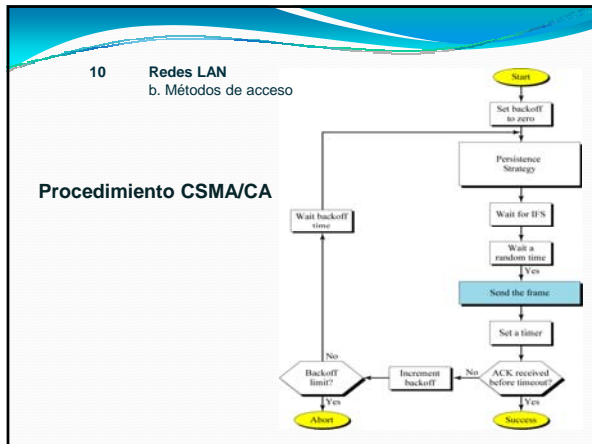 10 Redes LAN
b. Métodos de acceso
Procedimiento CSMA/CA
Start
Set backoff
to zero
Persistence
Strategy
Wait for IFS
Wait a
random time
Yes
Send the frame
Set a timer
ACK received
before timeout?
Yes
Success
No
Increment
backoff
Backoff
limit?
Yes
Abort
No
Wait backoff
time